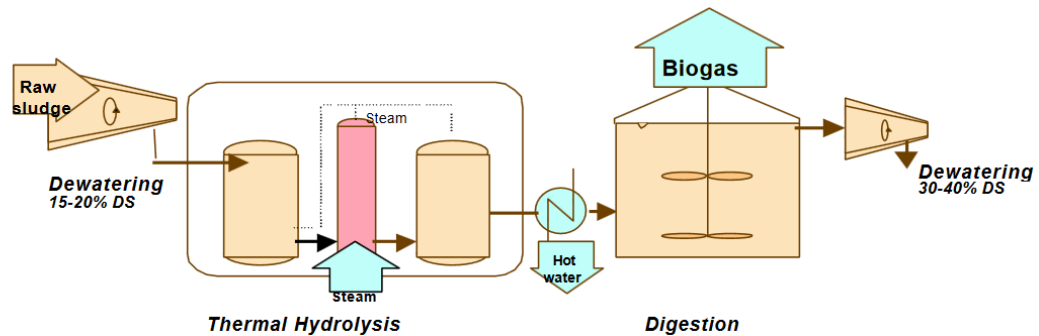 Raw
sludge
Biogas
Steam
Dewatering
15-20% DS
Dewatering
30-40% DS
Hot
water
Steam
Thermal Hydrolysis
Digestion